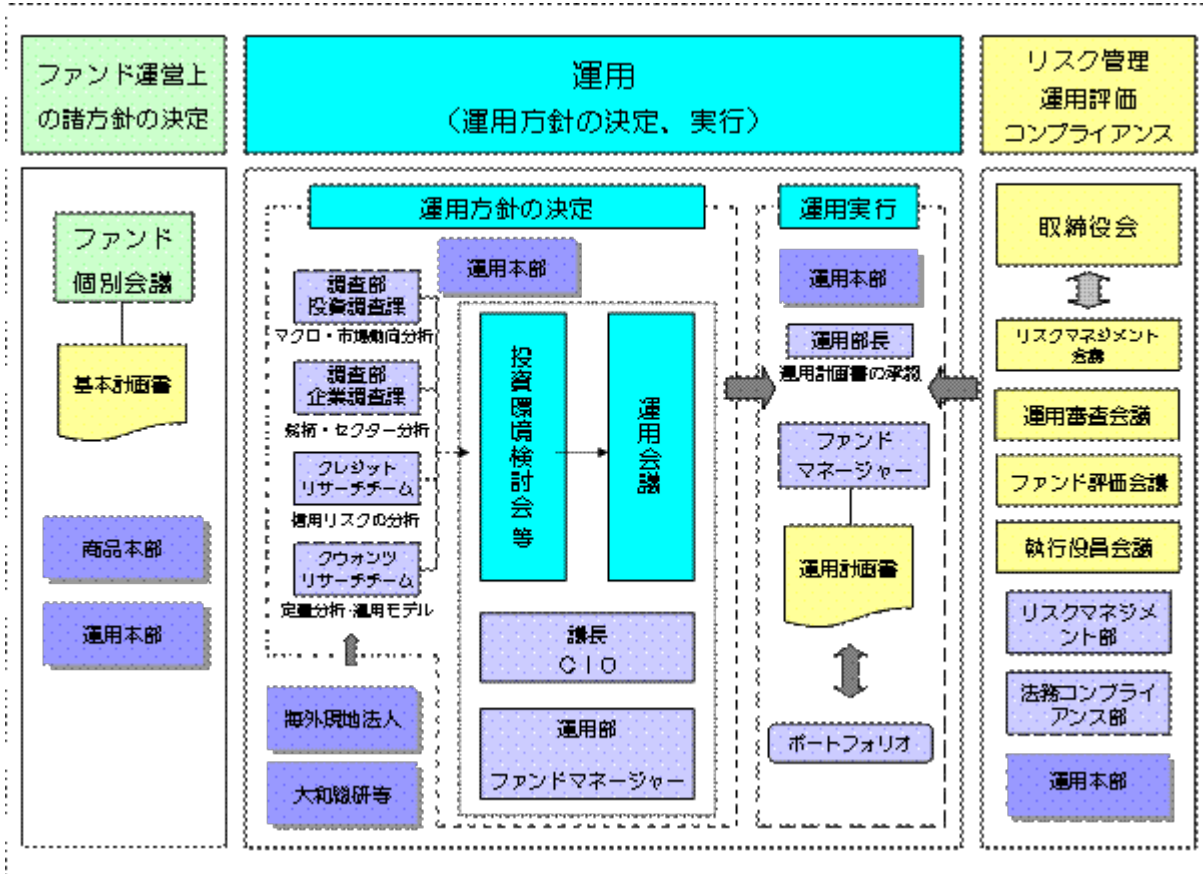 ファンド運営上
の諸方針の決定
運用
（運用方針の決定、実行）
リスク管理
運用評価
コンプライアンス
ファンド
個別会議
基本計画書
商品本部
運用本部
運用方針の決定
運用本部
調査部
投資調査課
マクロ・市場動向分析
調査部
企業調査課
銘柄・セクター分析
クレジット
リサーチチーム
信用リスクの分析
クウォンツ
リサーチチーム
定量分析・運用モデル
海外現地法人
大和総研等
投資環境検討会等
運用会議
議長
ＣＩＯ
運用部
ファンドマネージャー
運用実行
運用本部
運用部長
運用計画書の承認
ファンド
マネージャー
運用計画書
ポートフォリオ
取締役会
リスクマネジメント
会議
運用審査会議
ファンド評価会議
執行役員会議
リスクマネジメ
ント部
法務コンプライ
アンス部
運用本部